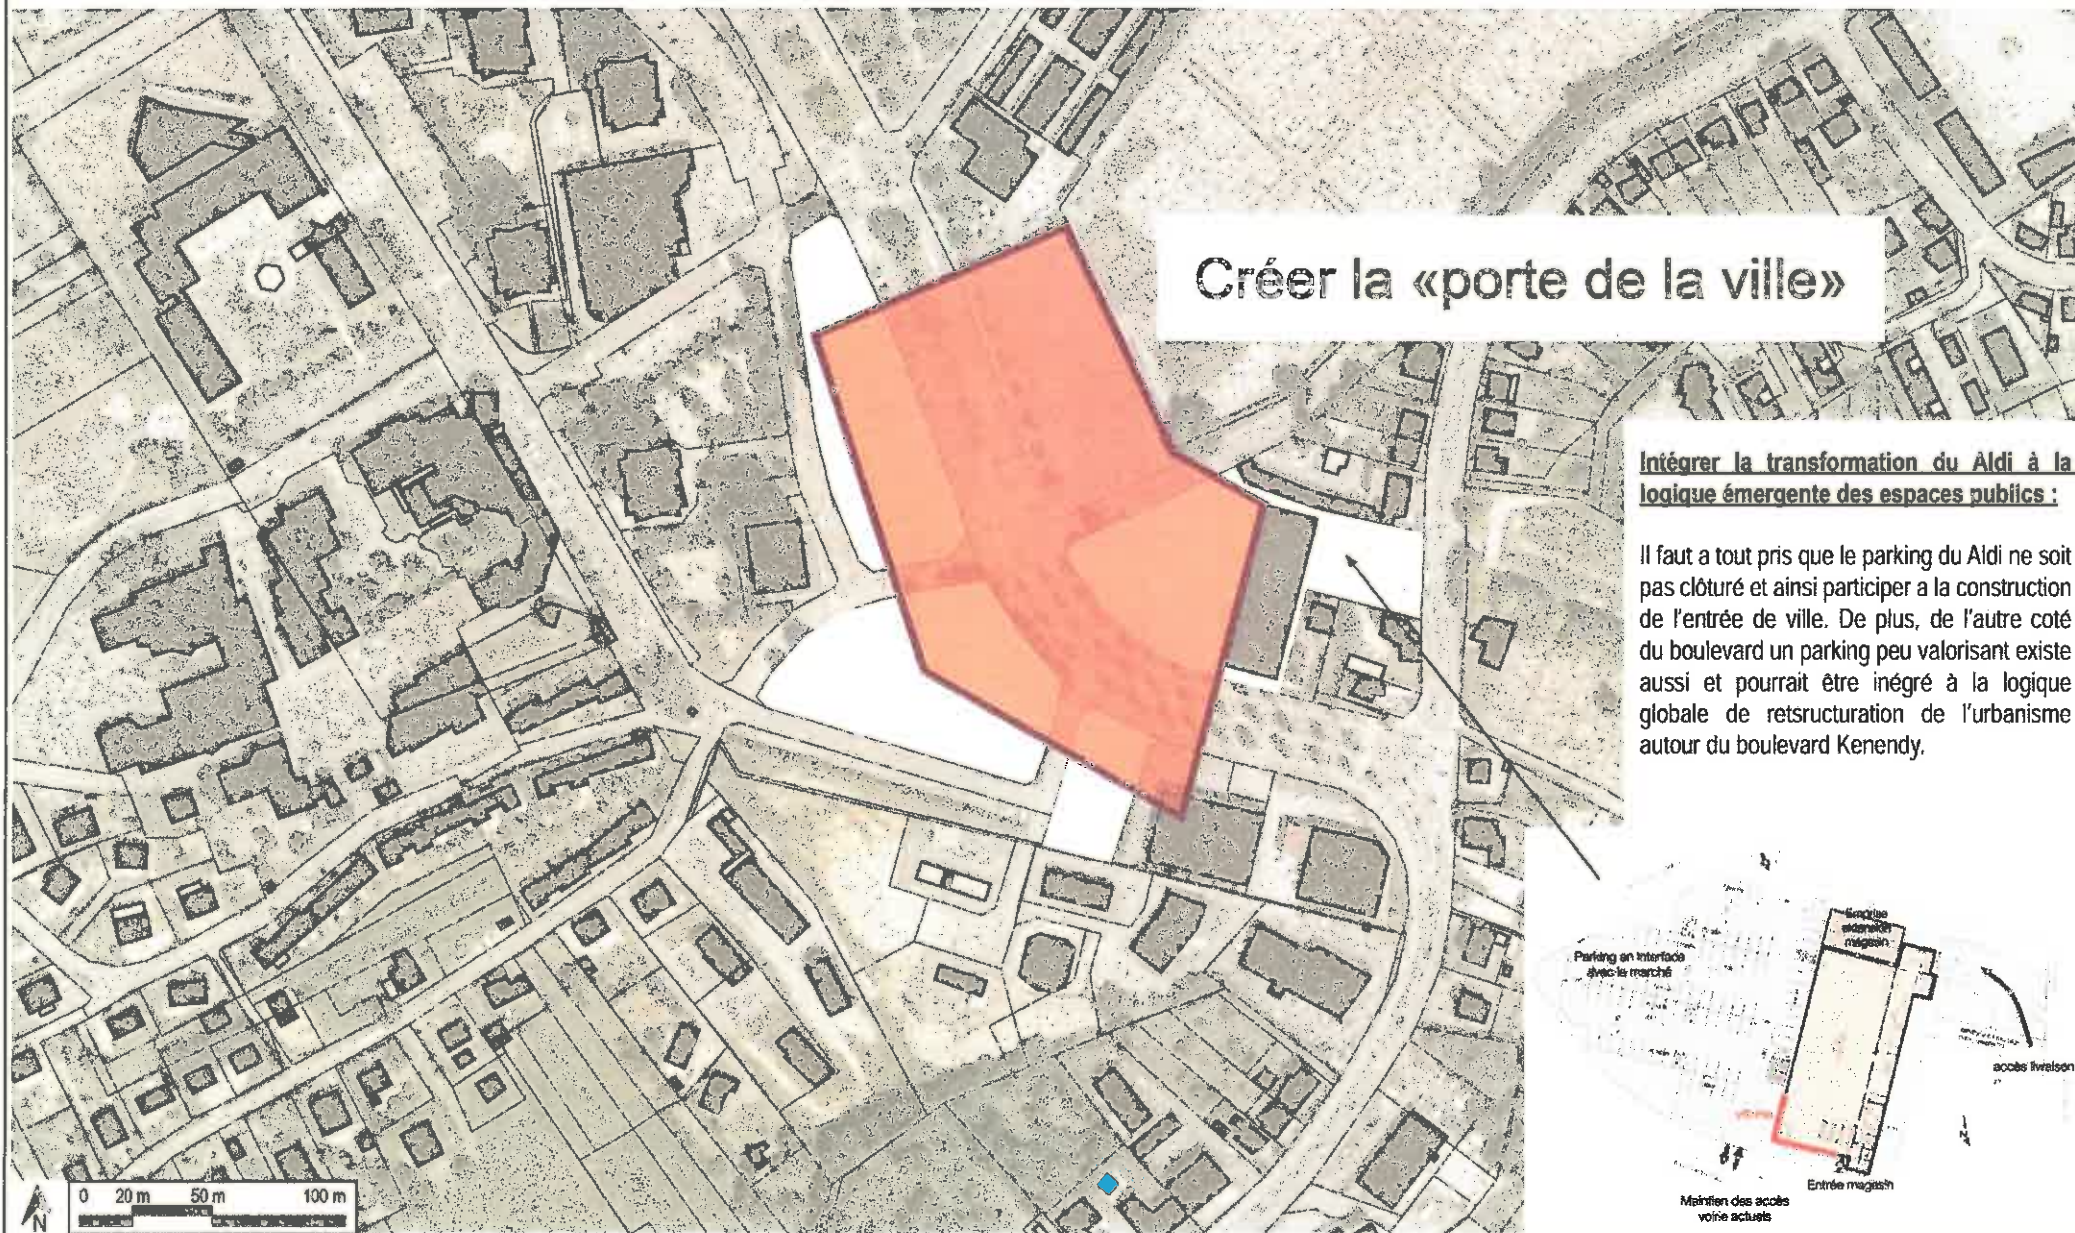 Créer la «porte de la ville»
Intégrer la transformation du Aldi à la
logique émergente des espaces publics :
Il faut a tout pris que le parking du Aldi ne soit
pas clôturé et ainsi participer a la construction
de l'entrée de ville. De plus, de l'autre coté
du boulevard un parking peu valorisant existe
aussi et pourrait être inégré à la logique
globale de retsructuration de l'urbanisme
autour du boulevard Kenendy.
Emprise
extension
magasin
Parking en interface
avec le marché
accès livraison
Entrée magasin
Maintien des accès
voirie actuels
N
0 20 m 50 m 100 m
N